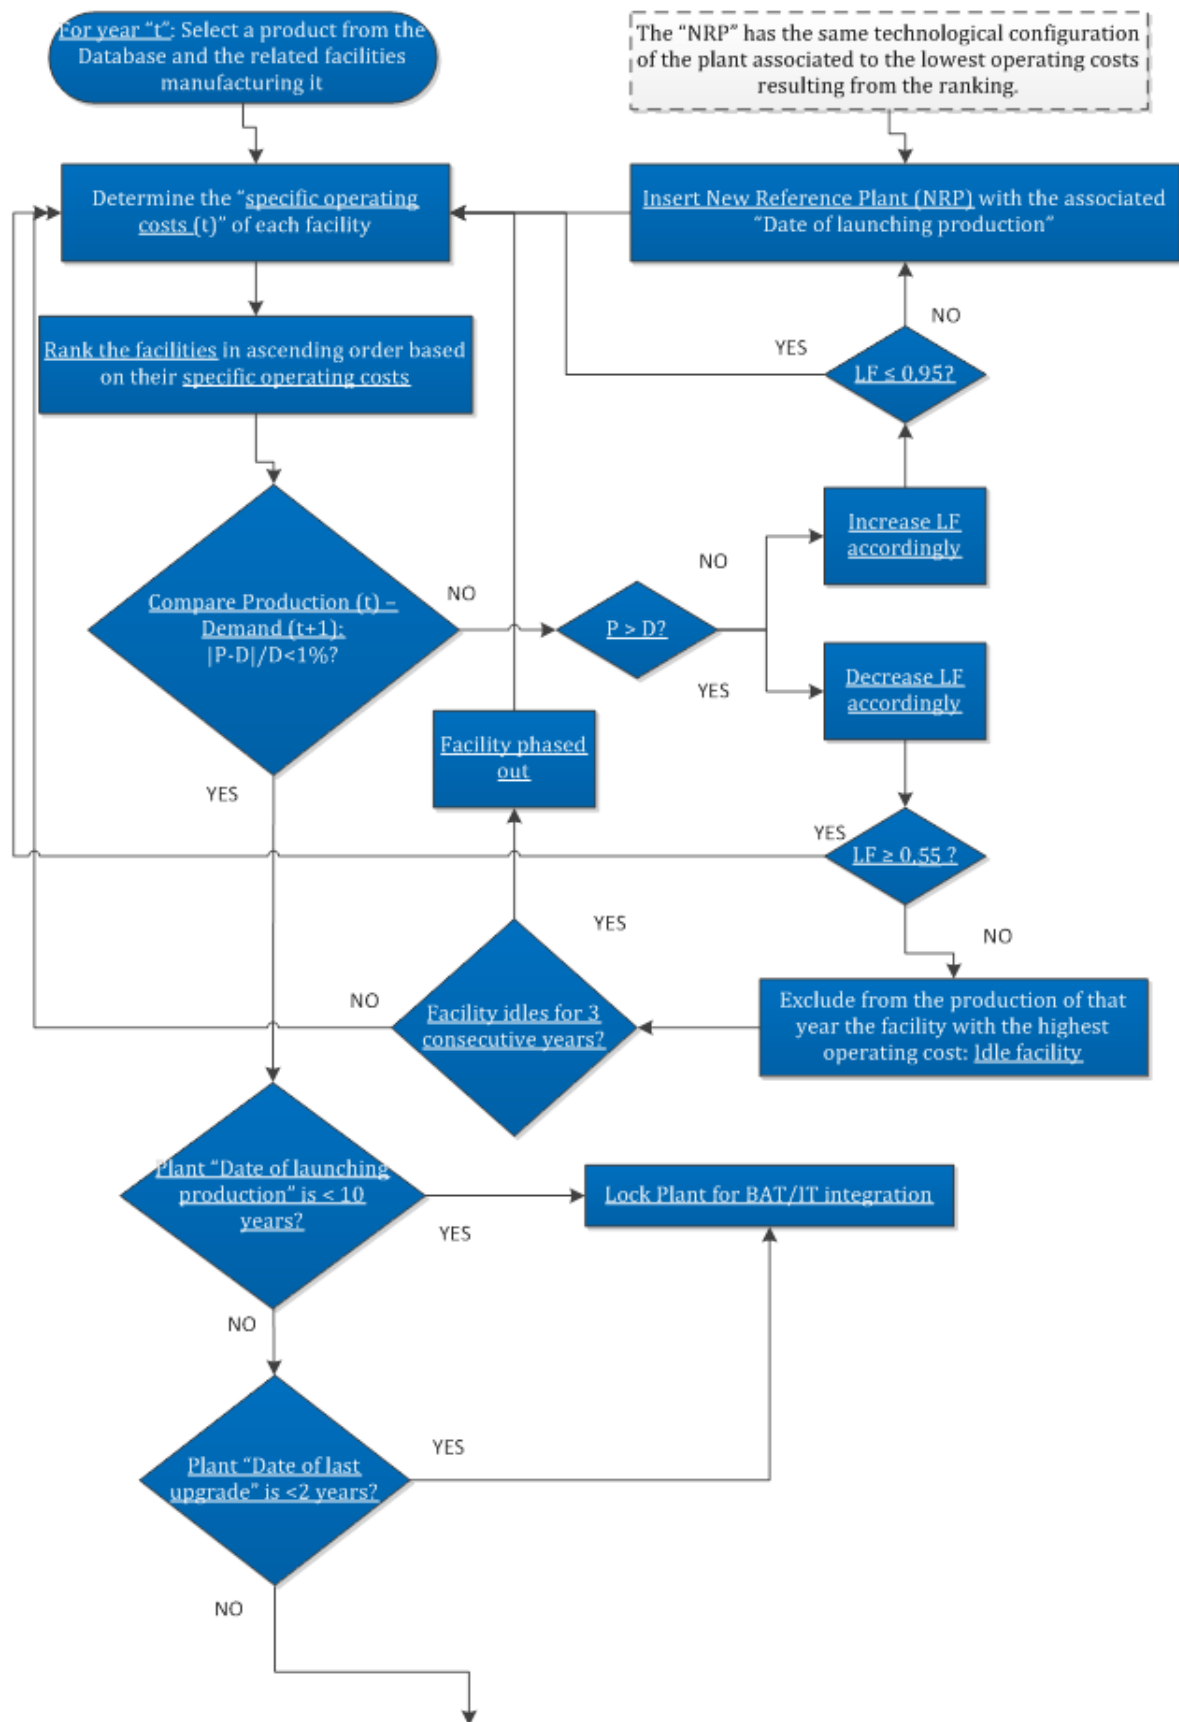 For year "t": Select a product from the
Database and the related facilities
manufacturing it
The "NRP" has the same technological configuration
of the plant associated to the lowest operating costs
resulting from the ranking.
Determine the "specific operating
costs (t)" of each facility
Insert New Reference Plant (NRP) with the associated
"Date of launching production"
NO
YES
Rank the facilities in ascending order based
on their specific operating costs
LF ≤ 0,95?
Increase LF
accordingly
NO
NO
Compare Production (t) –
Demand (t+1):
|P-D|/D<1%?
P > D?
YES
Decrease LF
accordingly
Facility phased
out
YES
YES
LF ≥ 0,55 ?
YES
NO
NO
Facility idles for 3
consecutive years?
Exclude from the production of that
year the facility with the highest
operating cost: Idle facility
Plant "Date of launching
production" is < 10
years?
Lock Plant for BAT/IT integration
YES
NO
YES
Plant "Date of last
upgrade" is <2 years?
NO